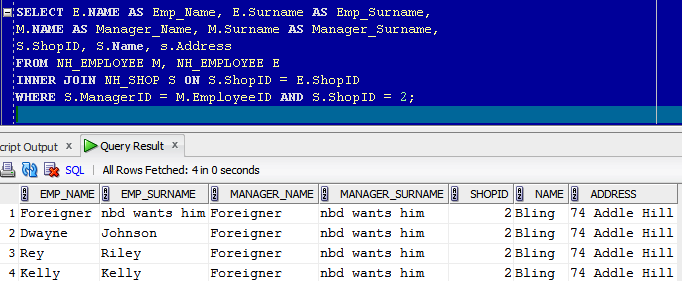 SELECT E.NAME AS Emp_Name, E.Surname AS Emp_Surname,
M.NAME AS Manager_Name, M.Surname AS Manager_Surname,
S.ShopID, S.Name, s.Address
FROM NH_EMPLOYEE M, NH_EMPLOYEE E
INNER JOIN NH_SHOP S ON S.ShopID = E.ShopID
WHERE S.ManagerID = M.EmployeeID AND S.ShopID = 2;
cript Output x Query Result x
SQL | All Rows Fetched: 4 in 0 seconds
EMP_NAME EMP_SURNAME MANAGER_NAME MANAGER_SURNAME SHOPID NAME ADDRESS
1 Foreigner nbd wants him Foreigner nbd wants him 2 Bling 74 Addle Hill
2 Dwayne Johnson Foreigner nbd wants him 2 Bling 74 Addle Hill
3 Rey Riley Foreigner nbd wants him 2 Bling 74 Addle Hill
4 Kelly Kelly Foreigner nbd wants him 2 Bling 74 Addle Hill